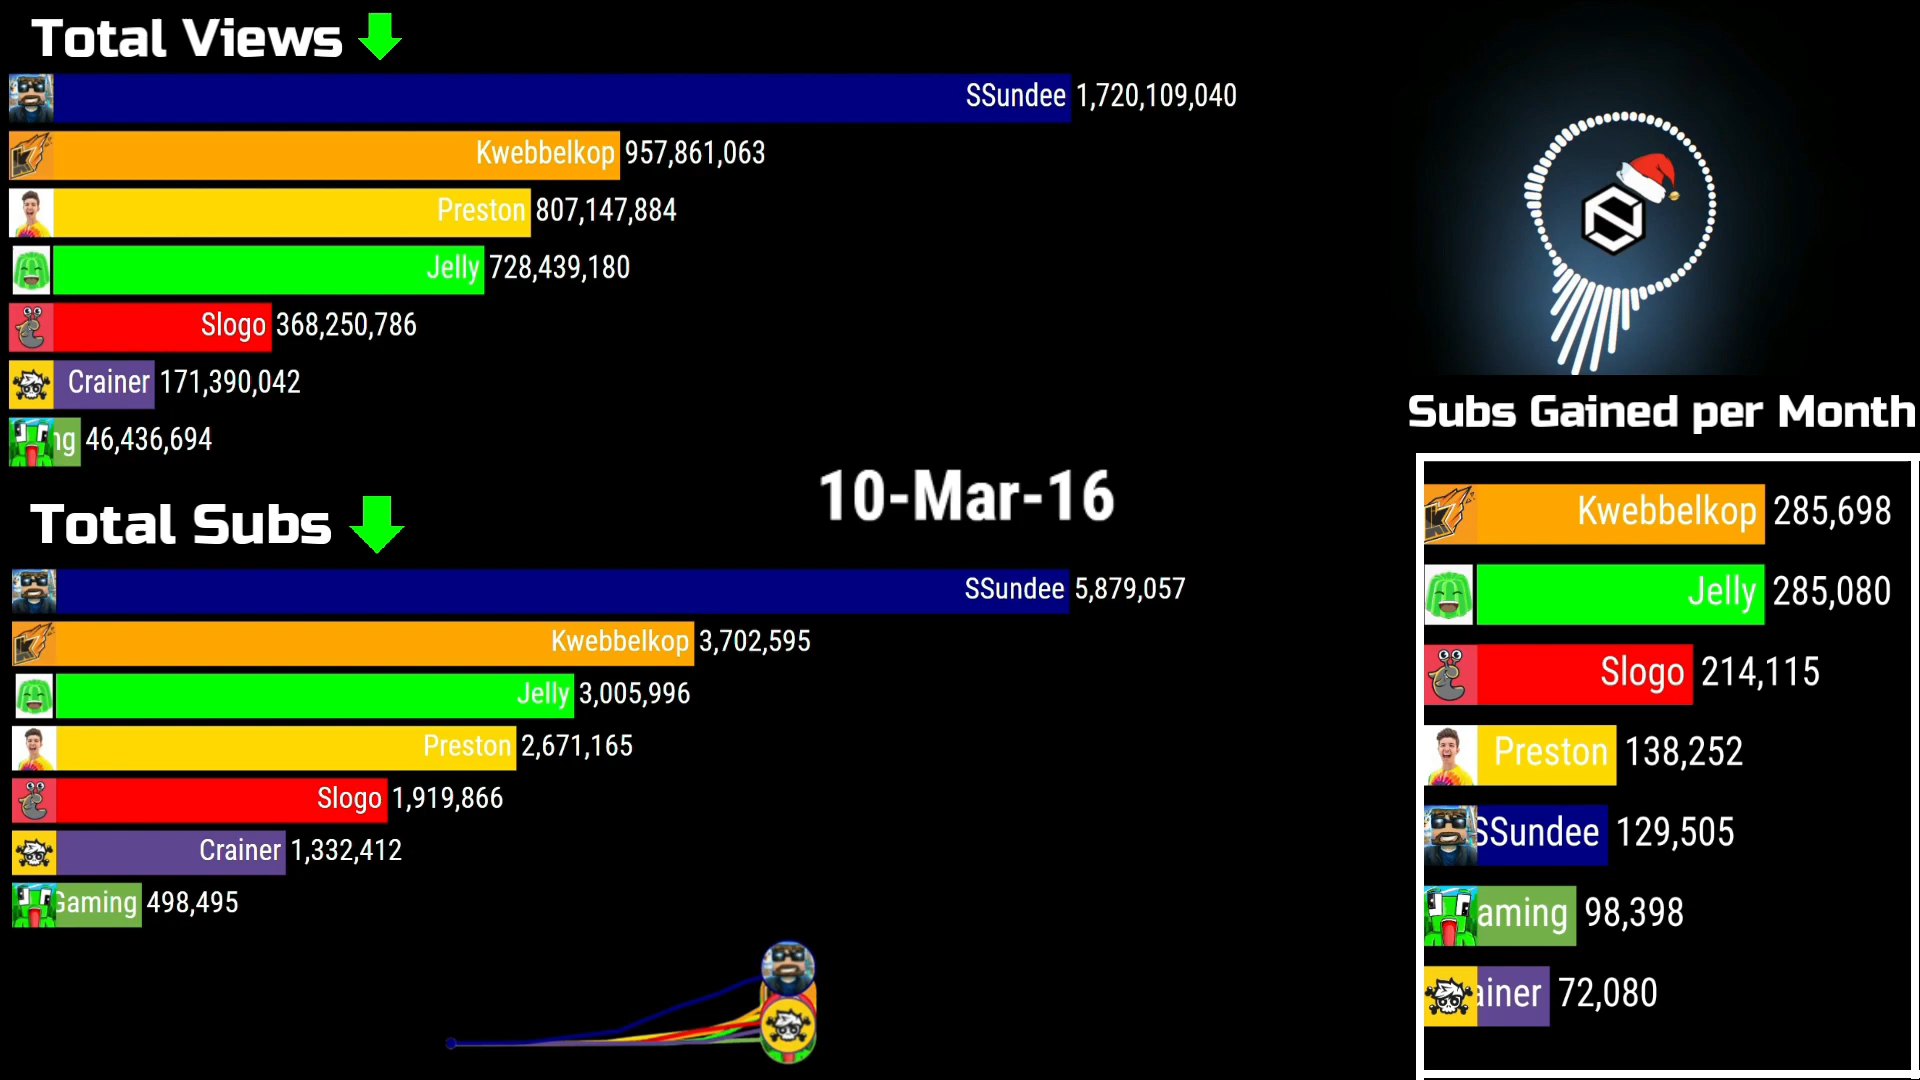 Total Views
SSundee 1,720,109,040
Kwebbelkop 957,861,063
Preston 807,147,884
Jelly 728,439,180
Slogo 368,250,786
Crainer 171,390,042
ng 46,436,694
10-Mar-16
Total Subs
SSundee 5,879,057
Kwebbelkop 3,702,595
Jelly 3,005,996
Preston 2,671,165
Slogo 1,919,866
Crainer 1,332,412
Gaming 498,495
Subs Gained per Month
Kwebbelkop 285,698
Jelly 285,080
Slogo 214,115
Preston 138,252
SSundee 129,505
aming 98,398
ainer 72,080